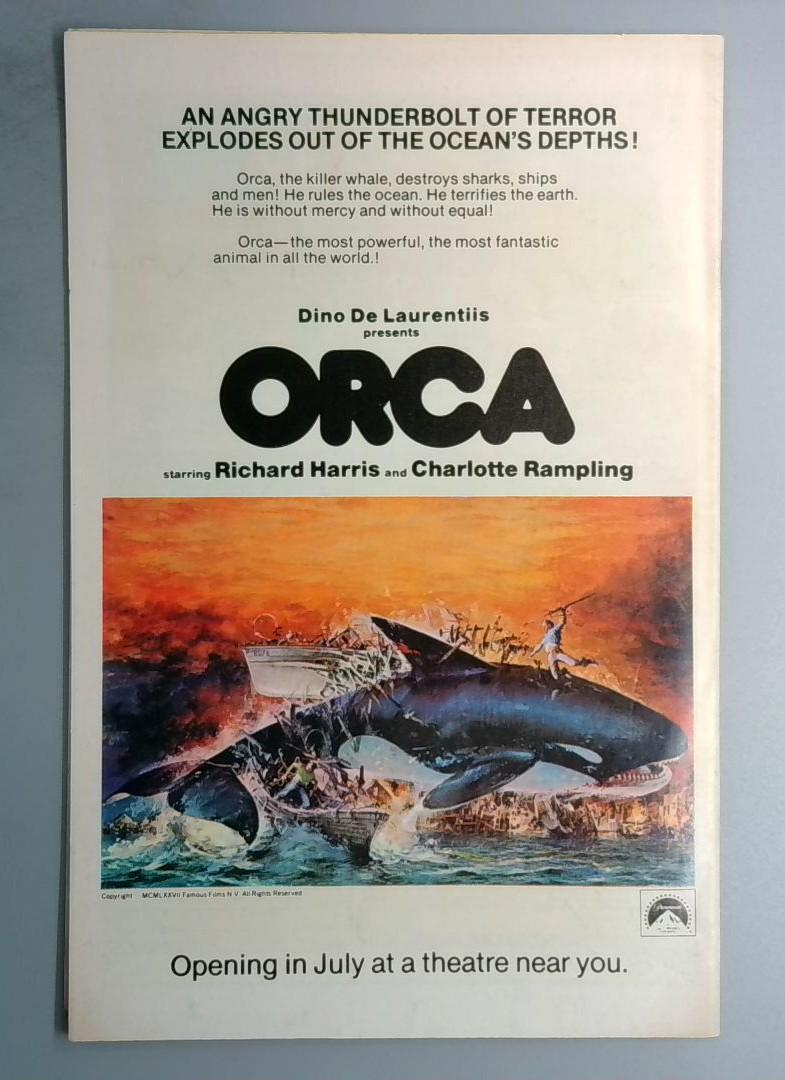 AN ANGRY THUNDERBOLT OF TERROR
EXPLODES OUT OF THE OCEAN'S DEPTHS!
Orca, the killer whale, destroys sharks, ships
and men! He rules the ocean. He terrifies the earth.
He is without mercy and without equal!
Orca—the most powerful, the most fantastic
animal in all the world.!
Dino De Laurentiis
presents
ORCA
starring Richard Harris and Charlotte Rampling
Copyright MCMLXXVII Famous Films N.V. All Rights Reserved
Paramount
Opening in July at a theatre near you.